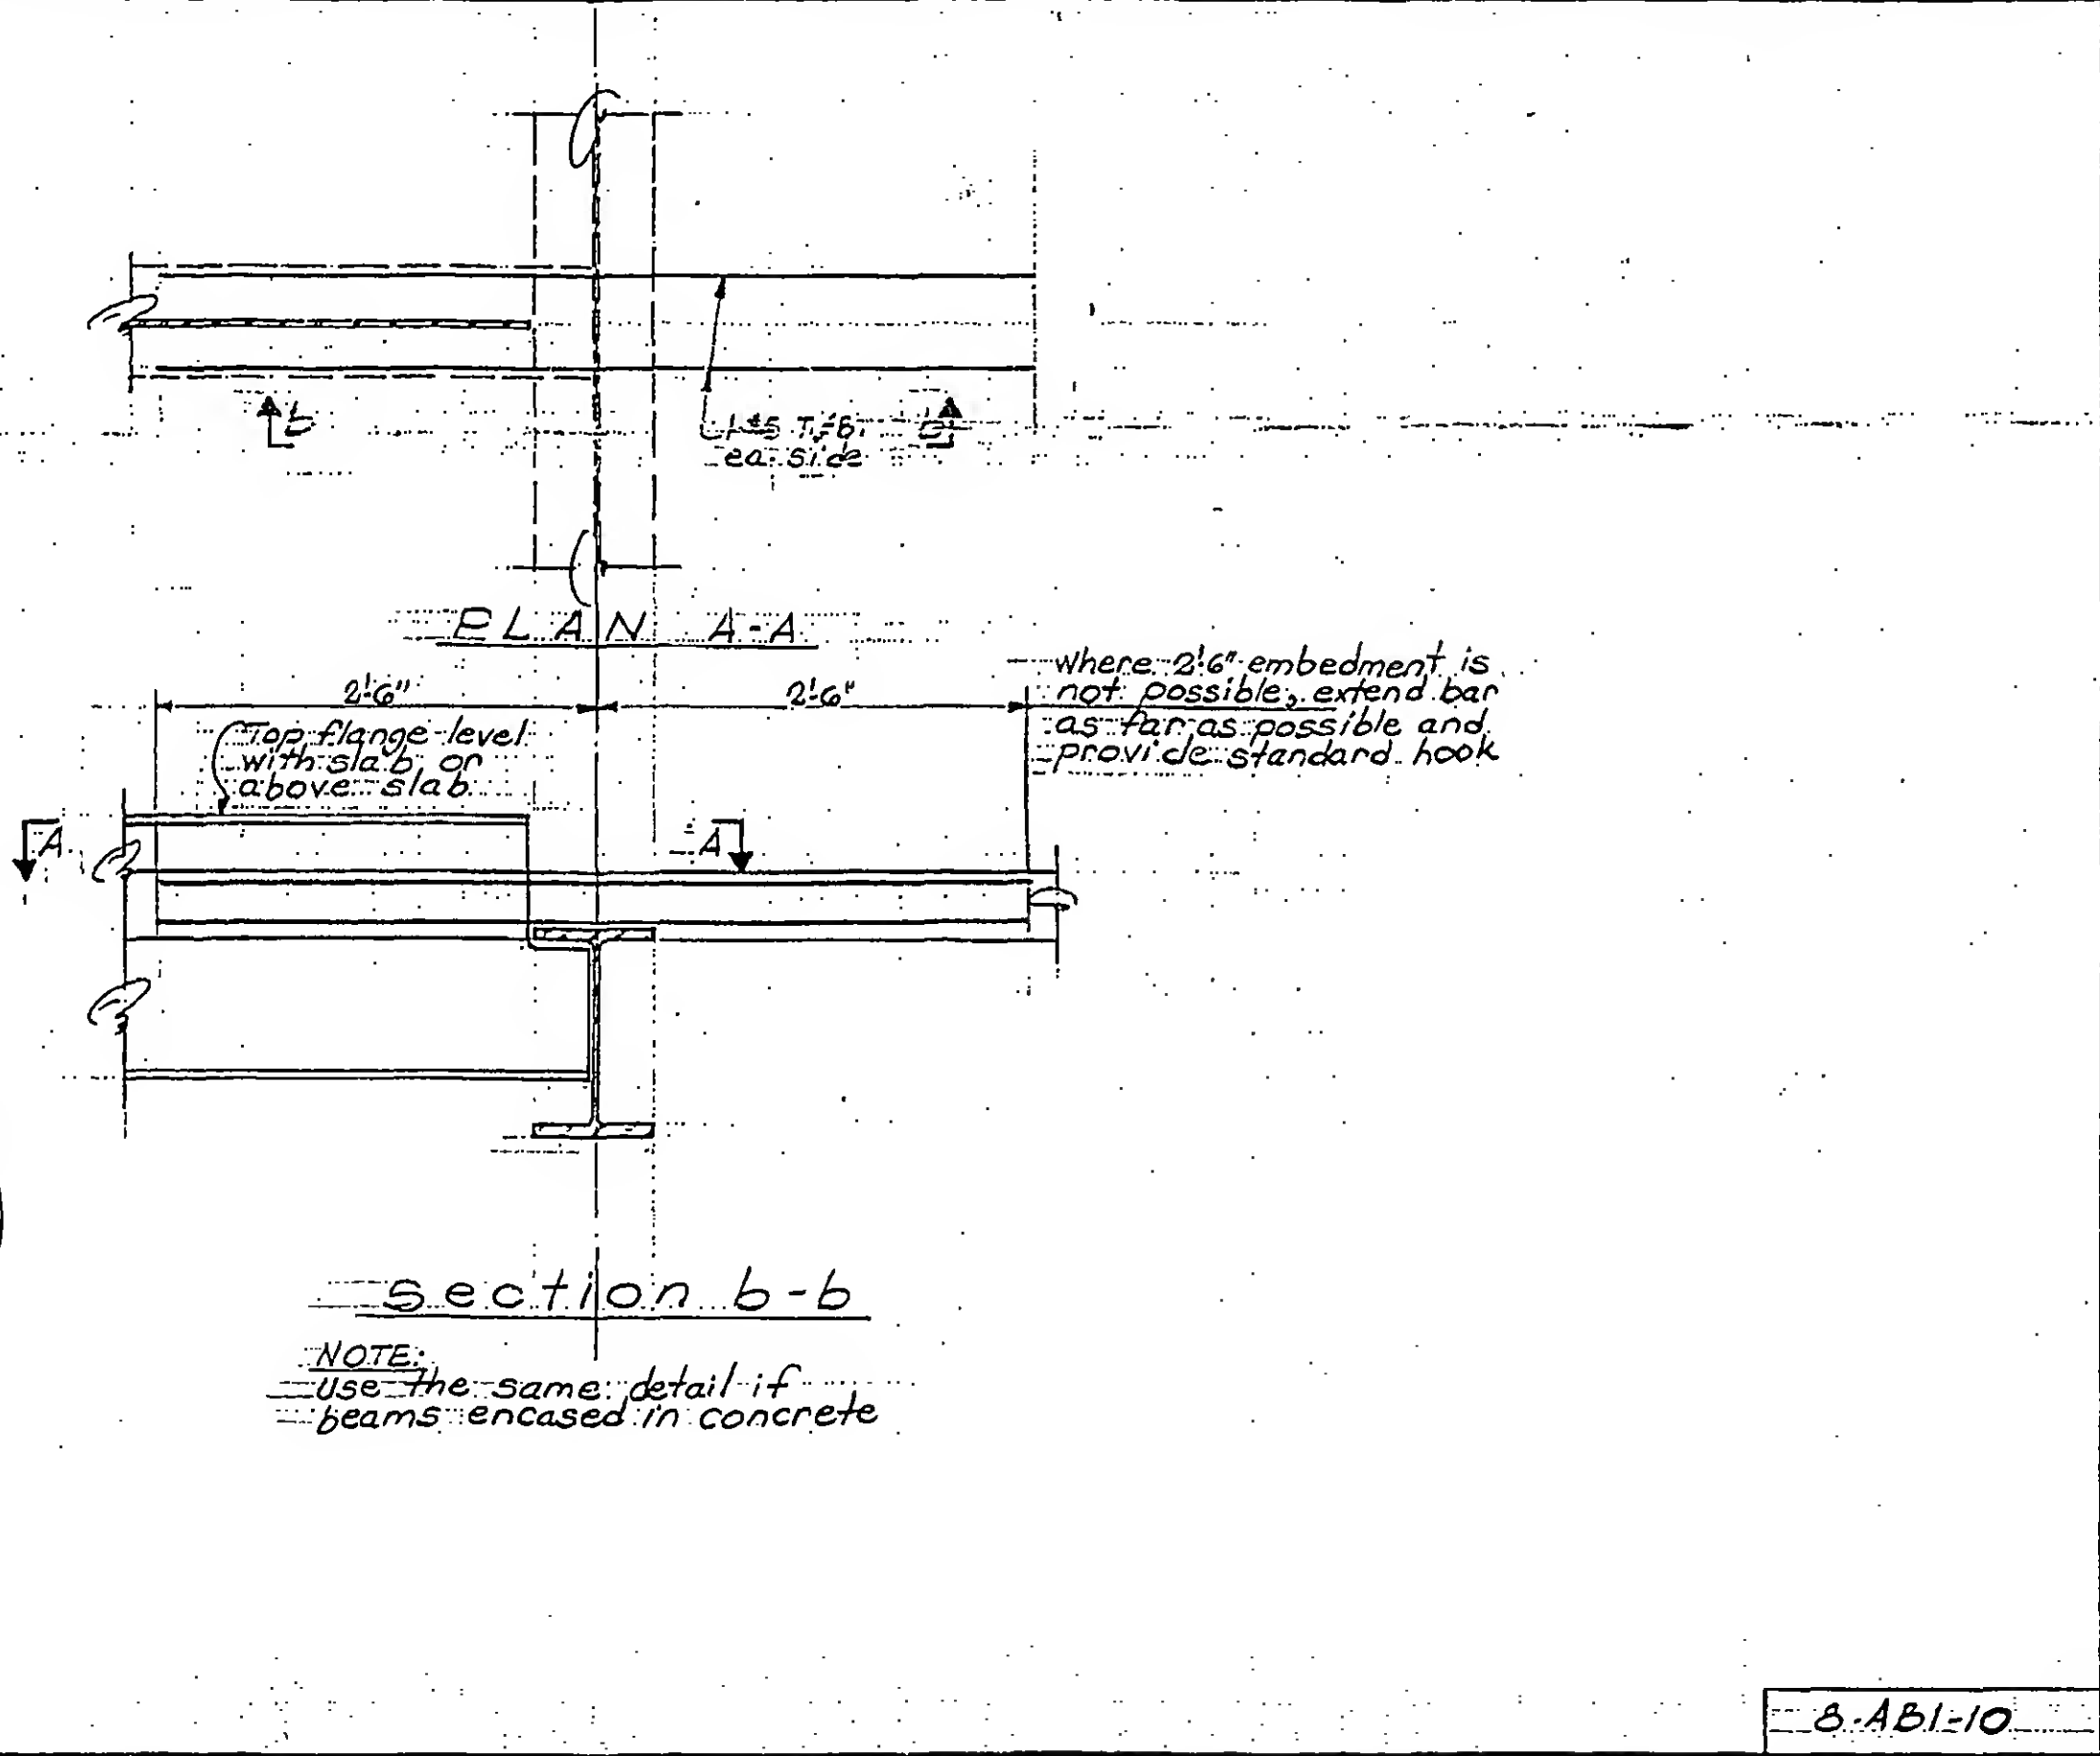 b
1-#5 T.&B.
ea. side
b
PLAN A-A
where 2'-6" embedment is
not possible, extend bar
as far as possible and
provide standard hook
2'-6"
2'-6"
Top flange level
with slab or
above slab
A
A
section b-b
NOTE:
use the same detail if
beams encased in concrete
8-AB1-10